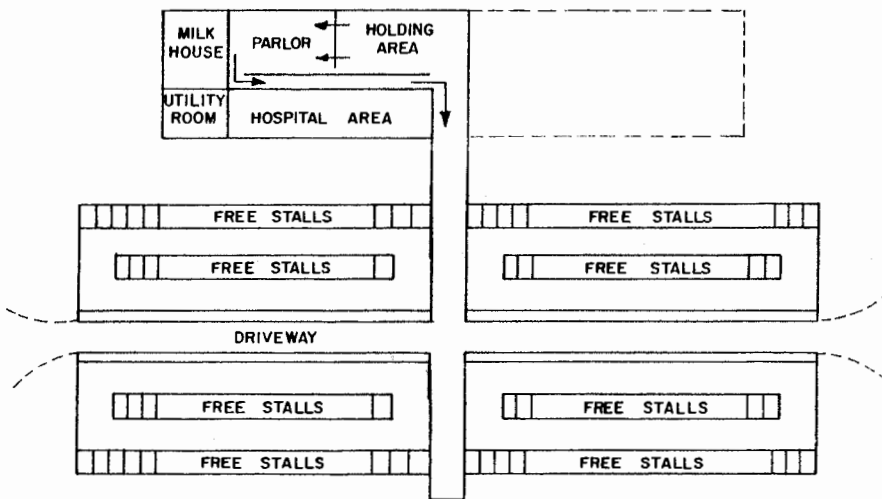 MILK
HOUSE
PARLOR
HOLDING
AREA
UTILITY
ROOM
HOSPITAL AREA
FREE STALLS
FREE STALLS
FREE STALLS
FREE STALLS
DRIVEWAY
FREE STALLS
FREE STALLS
FREE STALLS
FREE STALLS